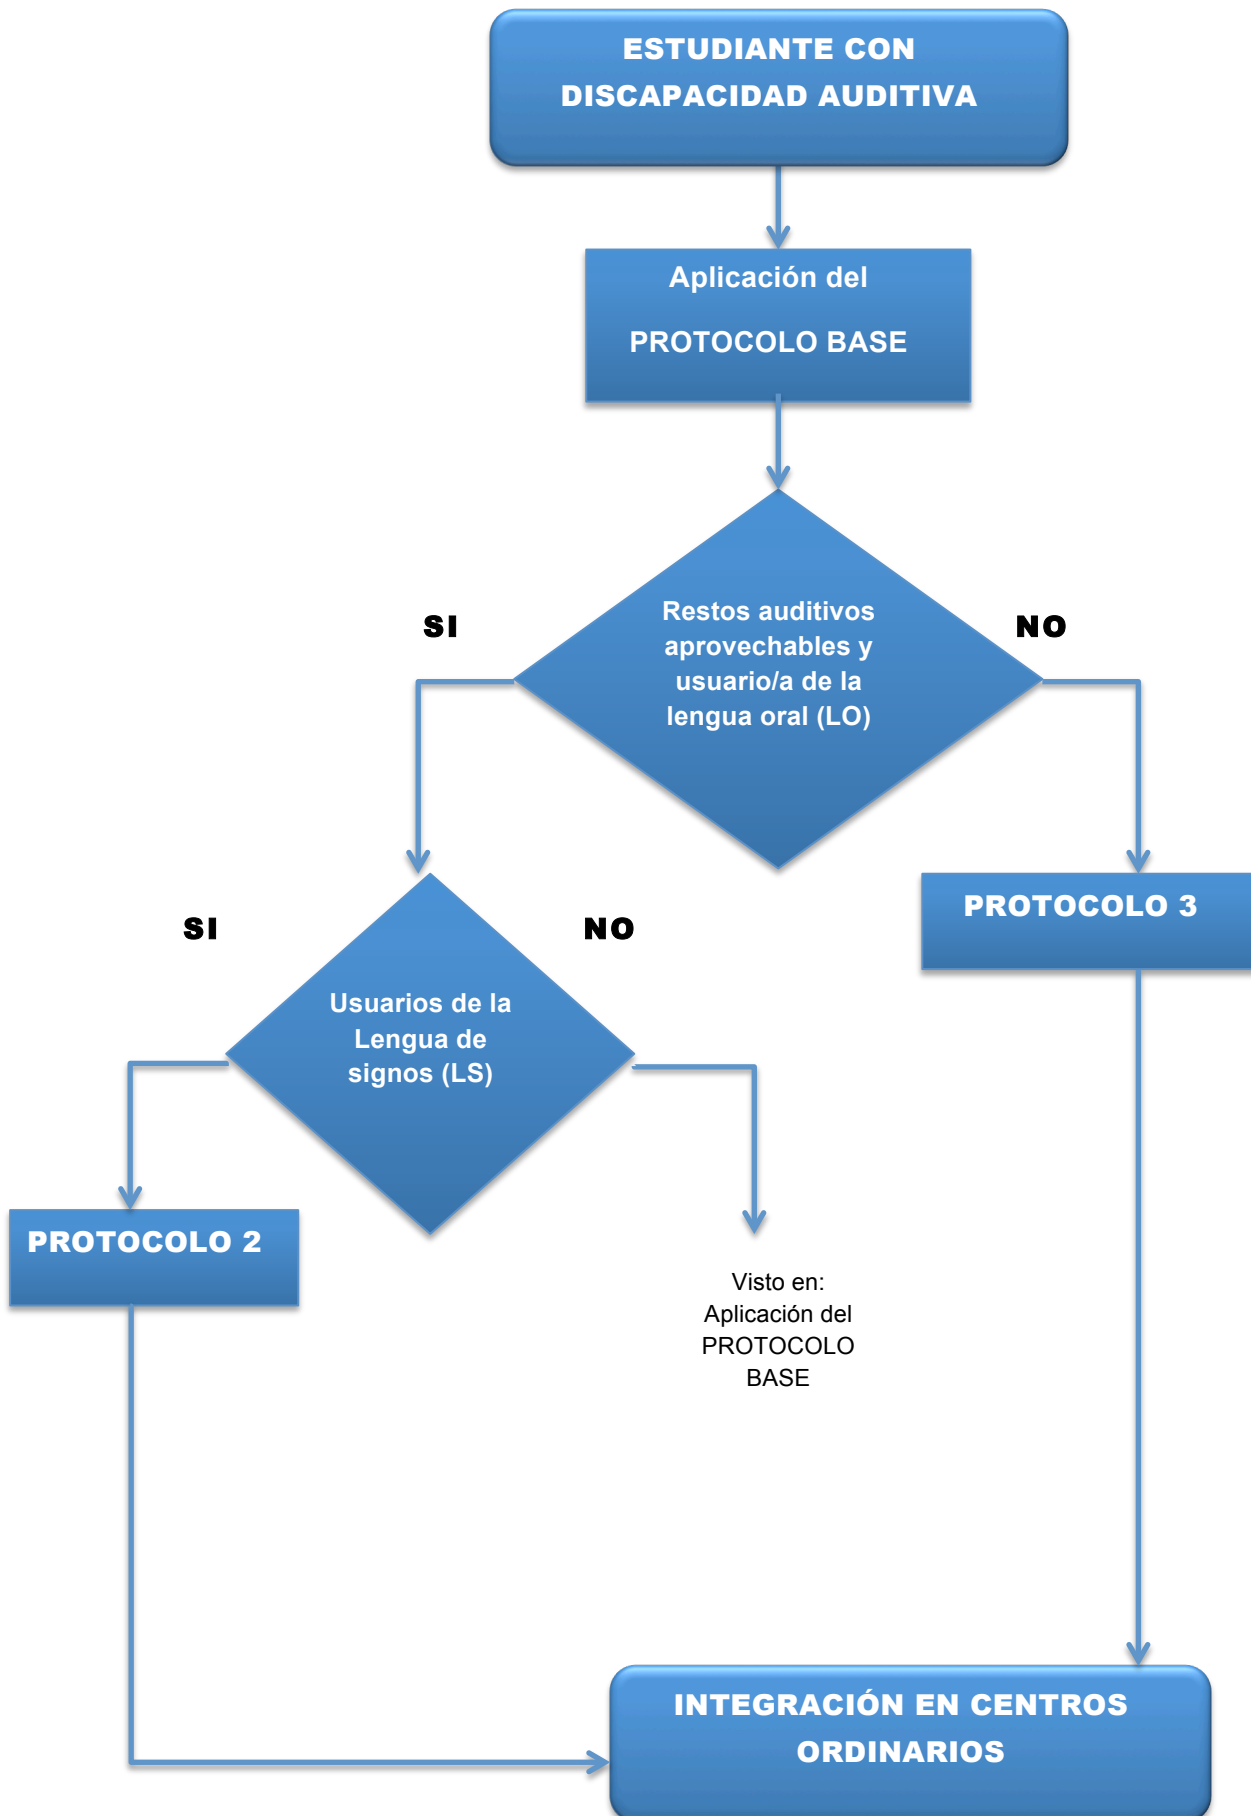 ESTUDIANTE CON
DISCAPACIDAD AUDITIVA
Aplicación del
PROTOCOLO BASE
SI
NO
Restos auditivos
aprovechables y
usuario/a de la
lengua oral (LO)
PROTOCOLO 3
SI
NO
Usuarios de la
Lengua de
signos (LS)
PROTOCOLO 2
Visto en:
Aplicación del
PROTOCOLO
BASE
INTEGRACIÓN EN CENTROS
ORDINARIOS